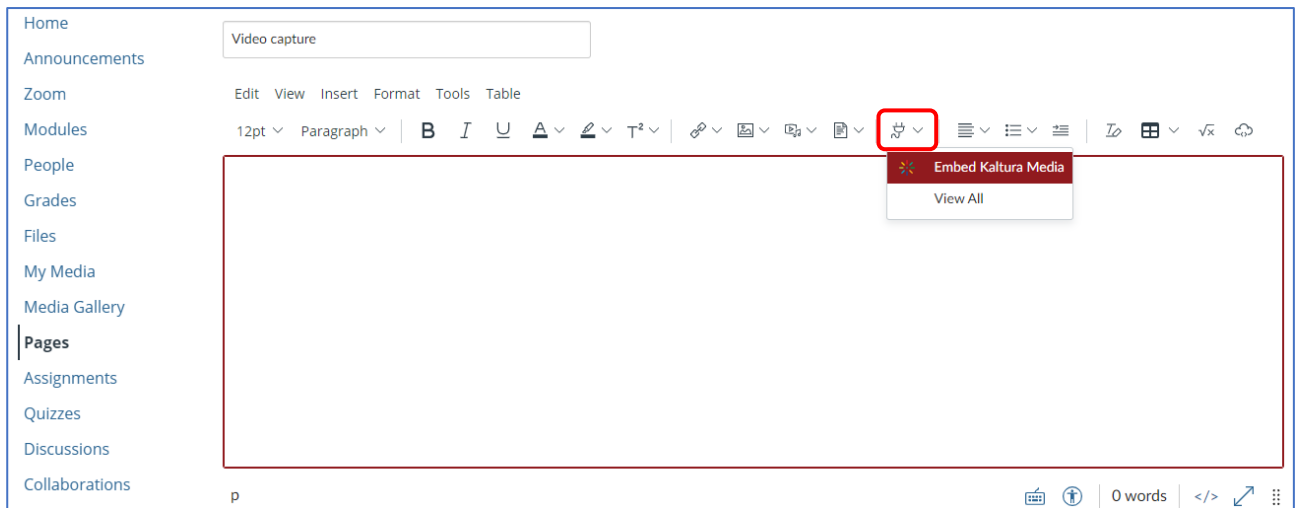 Home
Announcements
Zoom
Modules
People
Grades
Files
My Media
Media Gallery
Pages
Assignments
Quizzes
Discussions
Collaborations
Video capture
Edit View Insert Format Tools Table
12pt Paragraph B I U A T² √x
Embed Kaltura Media
View All
p 0 words </>